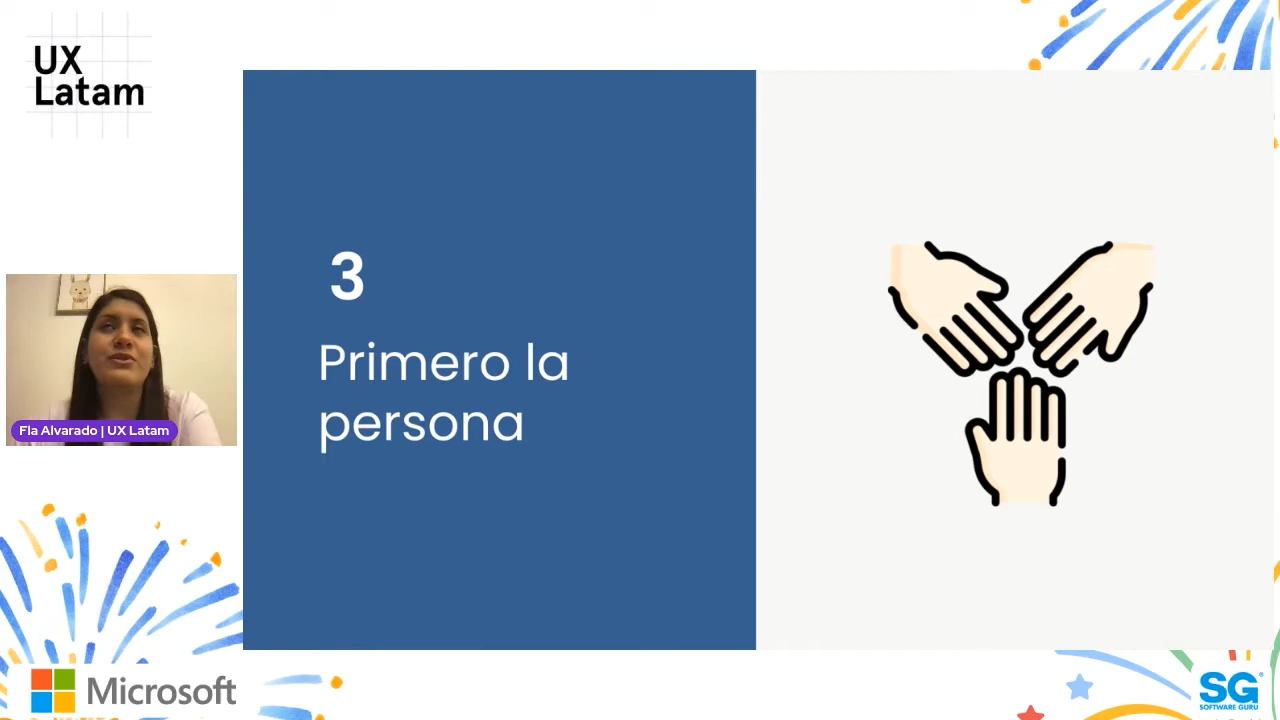 UX
Latam
3
Primero la
persona
Fla Alvarado | UX Latam
Microsoft
SG
SOFTWARE GURU